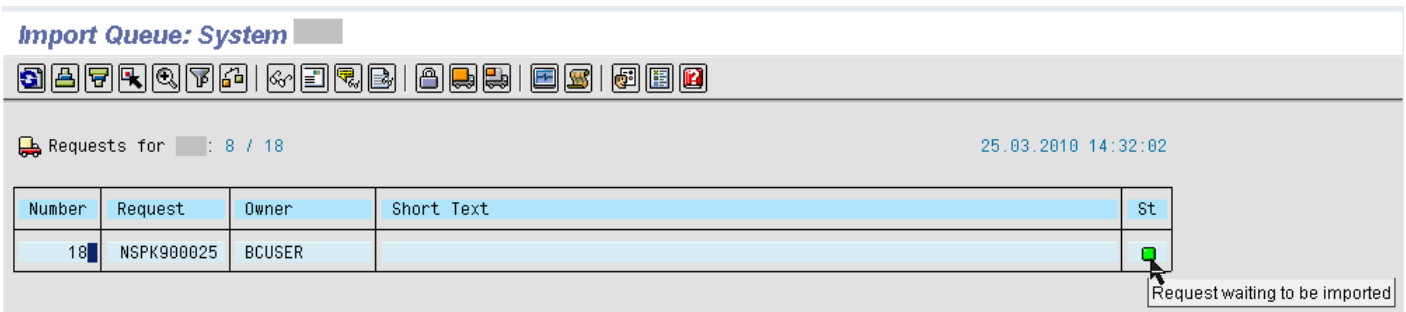 Import Queue: System
Requests for : 8 / 18 25.03.2010 14:32:02
Number Request Owner Short Text St
18 NSPK900025 BCUSER
Request waiting to be imported